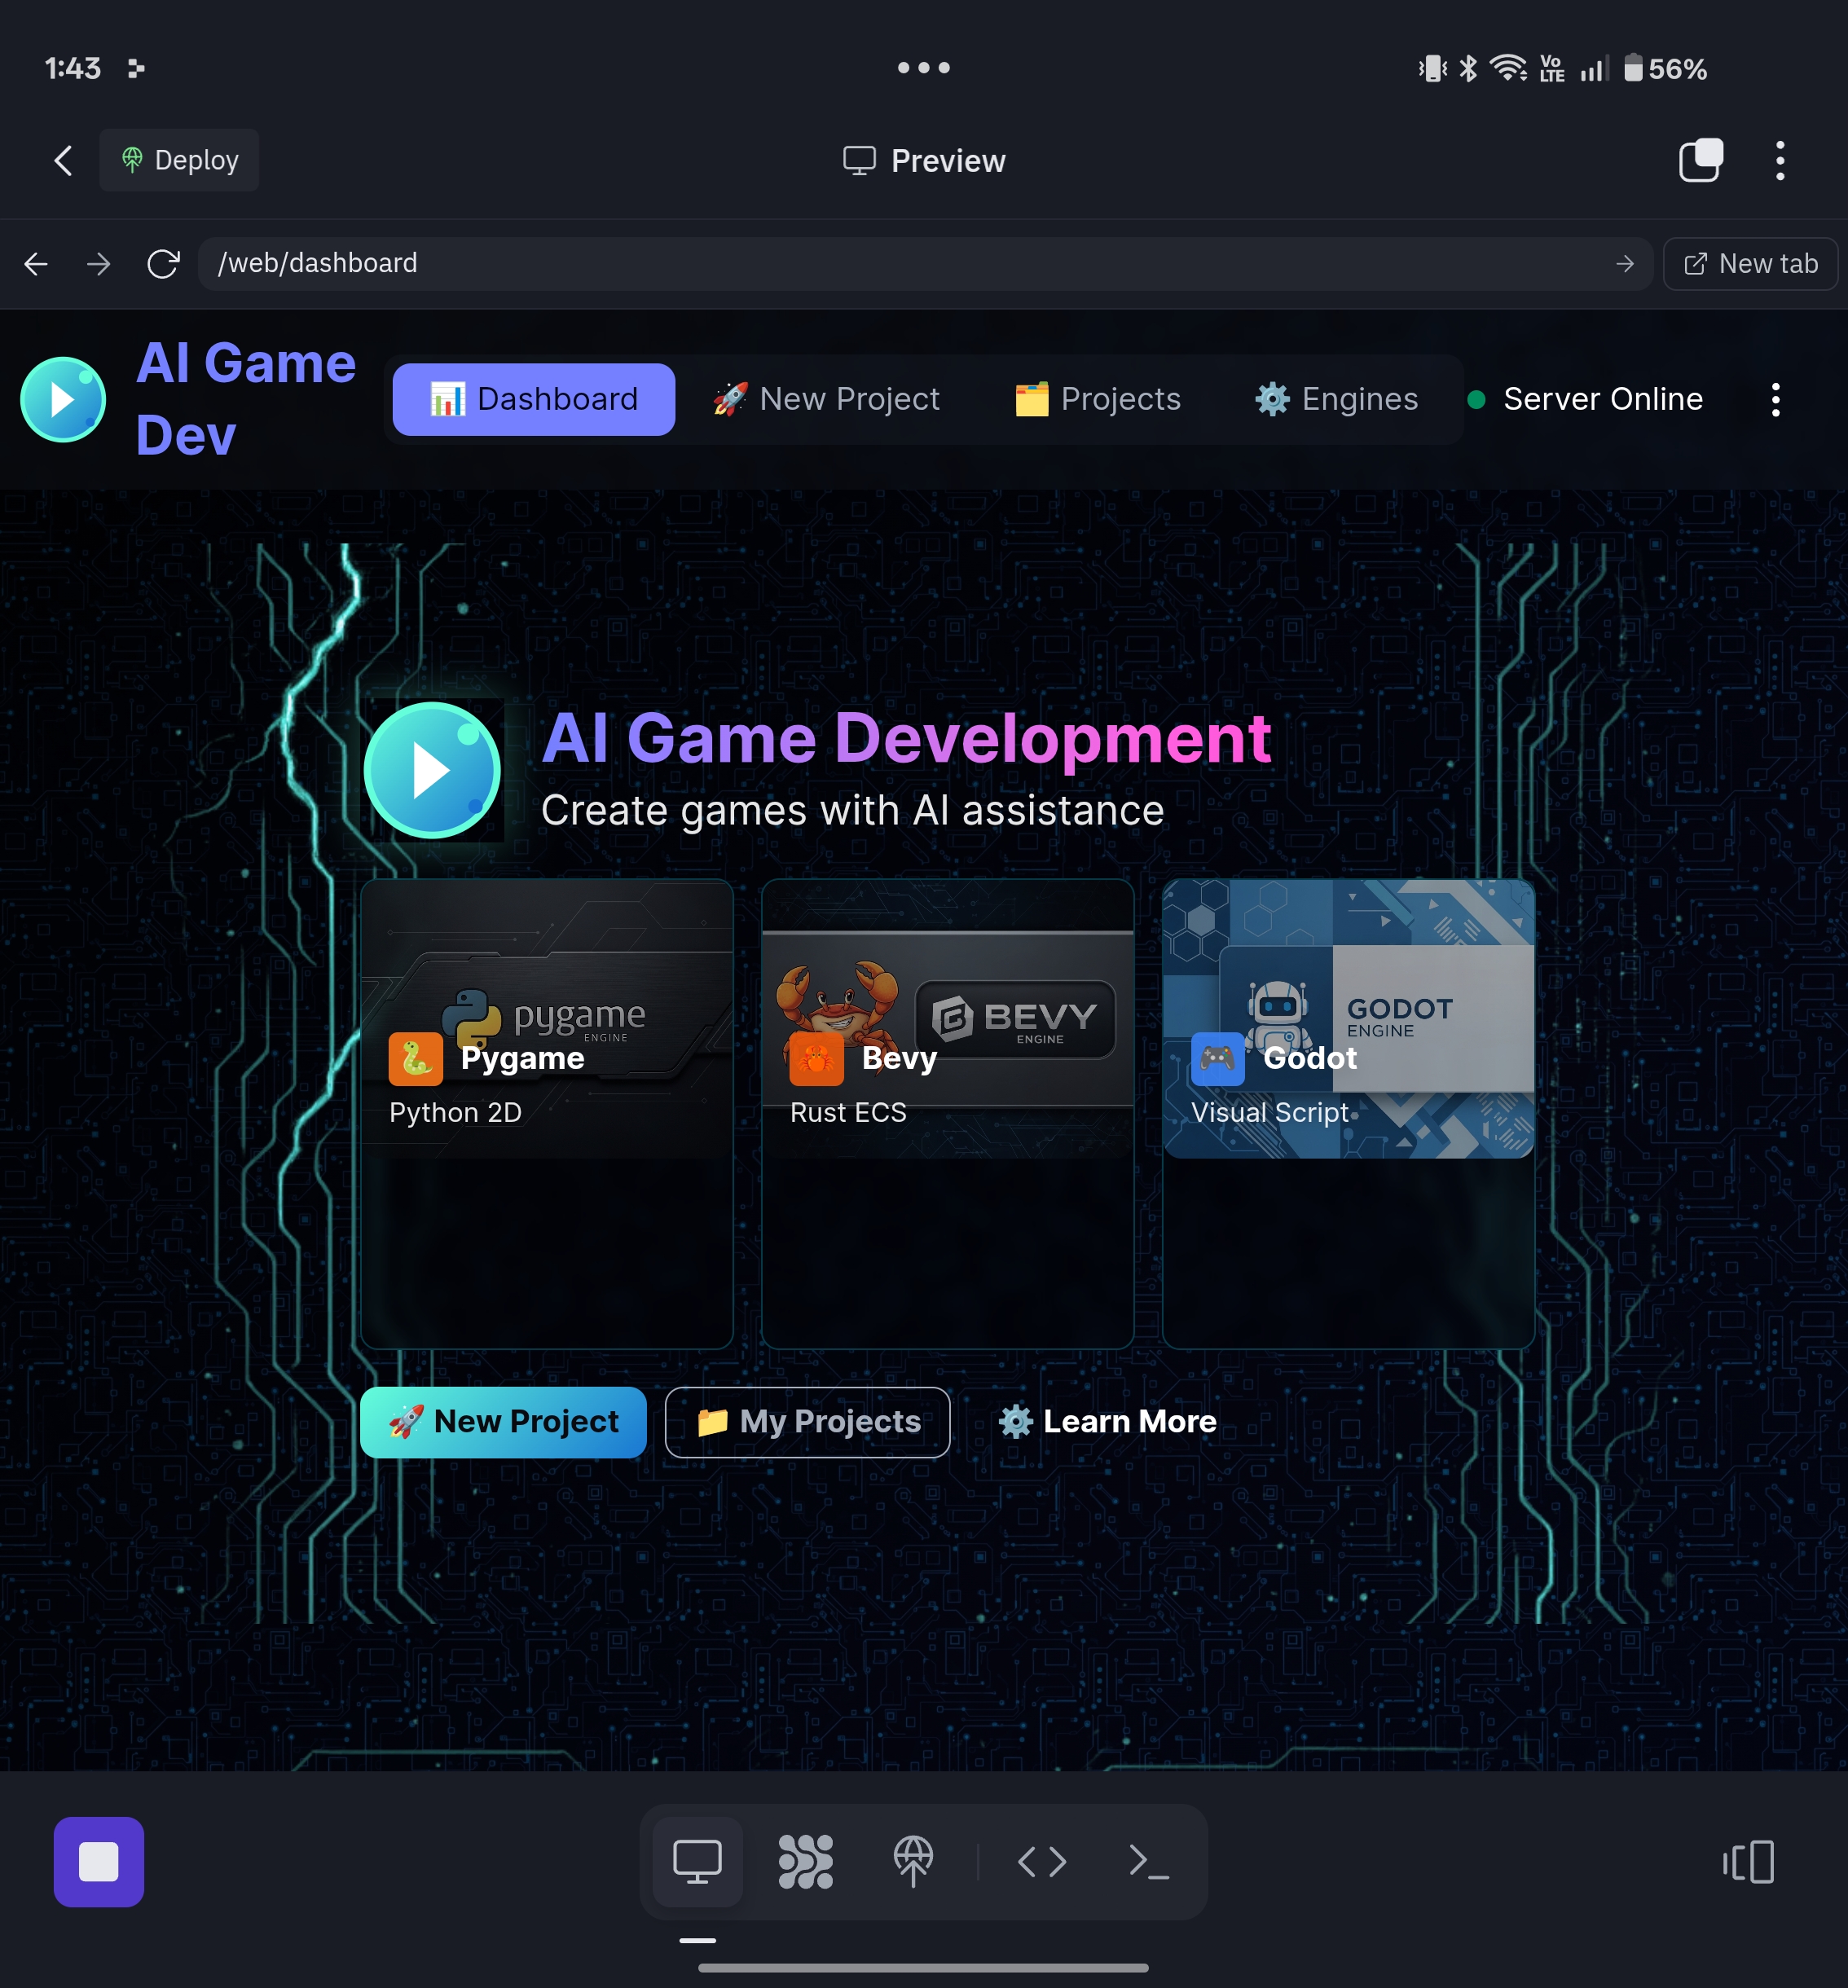 1:43
Vo
LTE
56%
Deploy
Preview
/web/dashboard
New tab
AI Game
Dev
Dashboard
New Project
Projects
Engines
Server Online
AI Game Development
Create games with AI assistance
pygame
ENGINE
Pygame
Python 2D
BEVY
ENGINE
Bevy
Rust ECS
GODOT
ENGINE
Godot
Visual Script
New Project
My Projects
Learn More